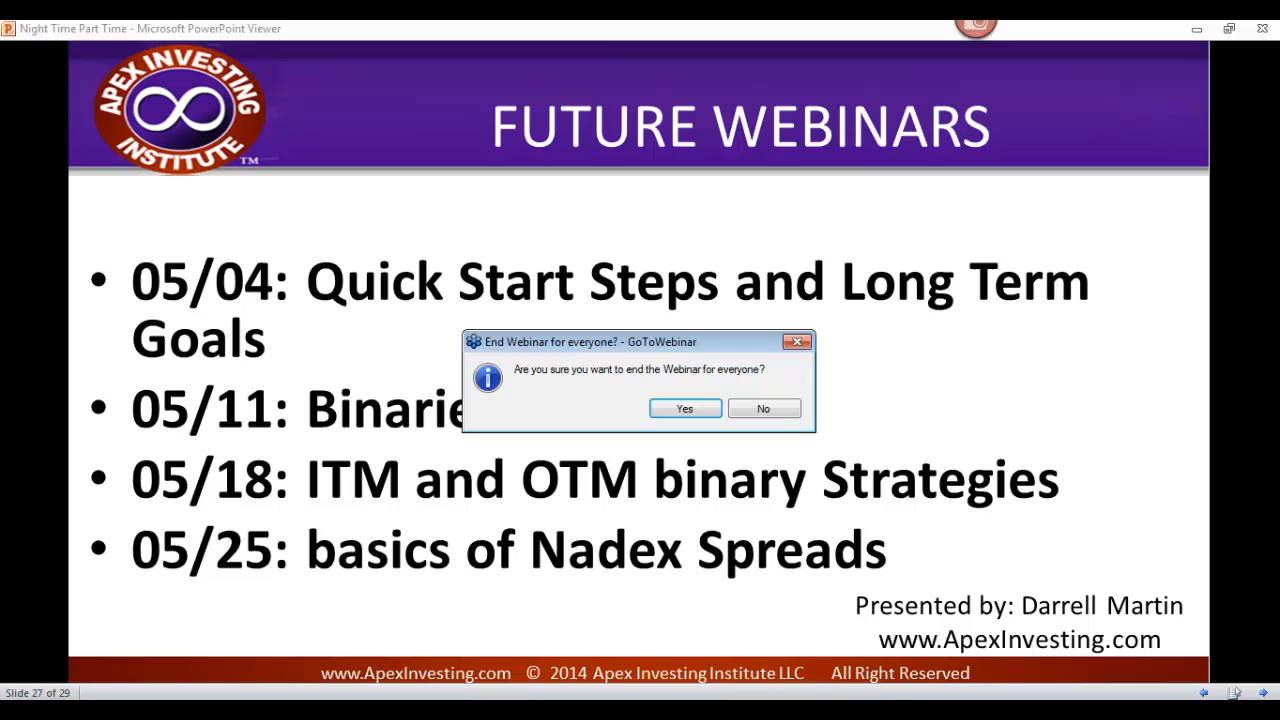 Night Time Part Time - Microsoft PowerPoint Viewer
APEX INVESTING
INSTITUTE TM
FUTURE WEBINARS
• 05/04: Quick Start Steps and Long Term
Goals
End Webinar for everyone? - GoToWebinar
Are you sure you want to end the Webinar for everyone?
Yes No
• 05/11: Binarie
• 05/18: ITM and OTM binary Strategies
• 05/25: basics of Nadex Spreads
Presented by: Darrell Martin
www.ApexInvesting.com
www.ApexInvesting.com © 2014 Apex Investing Institute LLC All Right Reserved
Slide 27 of 29